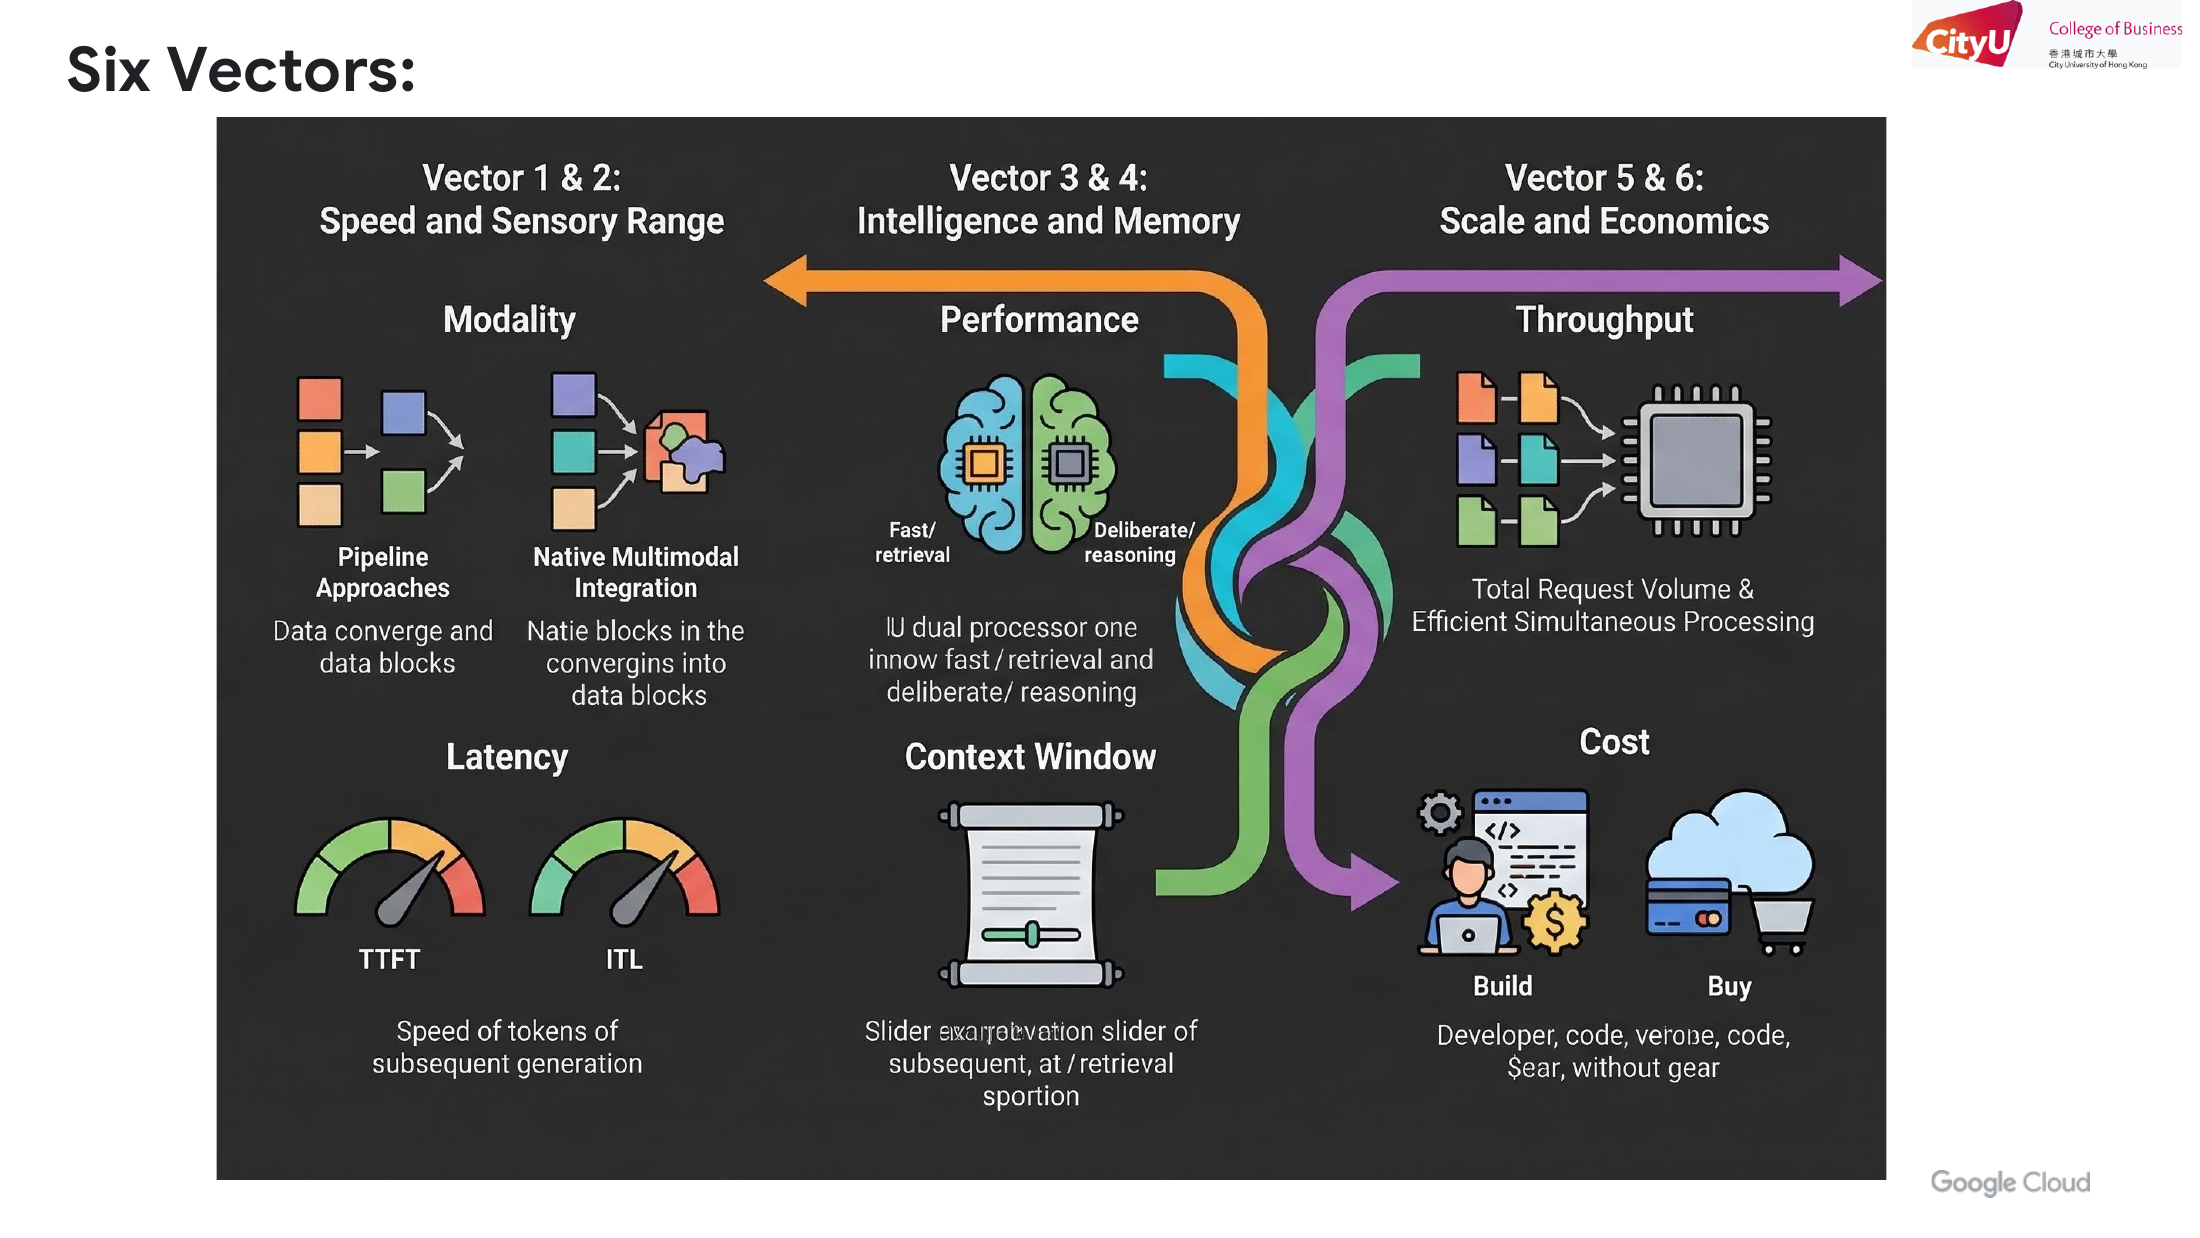 Six Vectors:
CityU
College of Business
香港城市大學
City University of Hong Kong
Vector 1 & 2:
Speed and Sensory Range
Modality
Pipeline
Approaches
Data converge and
data blocks
Native Multimodal
Integration
Natie blocks in the
convergins into
data blocks
Latency
TTFT
ITL
Speed of tokens of
subsequent generation
Vector 3 & 4:
Intelligence and Memory
Performance
Fast/
retrieval
Deliberate/
reasoning
dual processor one
innow fast / retrieval and
deliberate/ reasoning
Context Window
Slider slider of
subsequent, at / retrieval
sportion
Vector 5 & 6:
Scale and Economics
Throughput
Total Request Volume &
Efficient Simultaneous Processing
Cost
</>
<>
$
Build
Buy
Developer, code, code,
$ear, without gear
Google Cloud